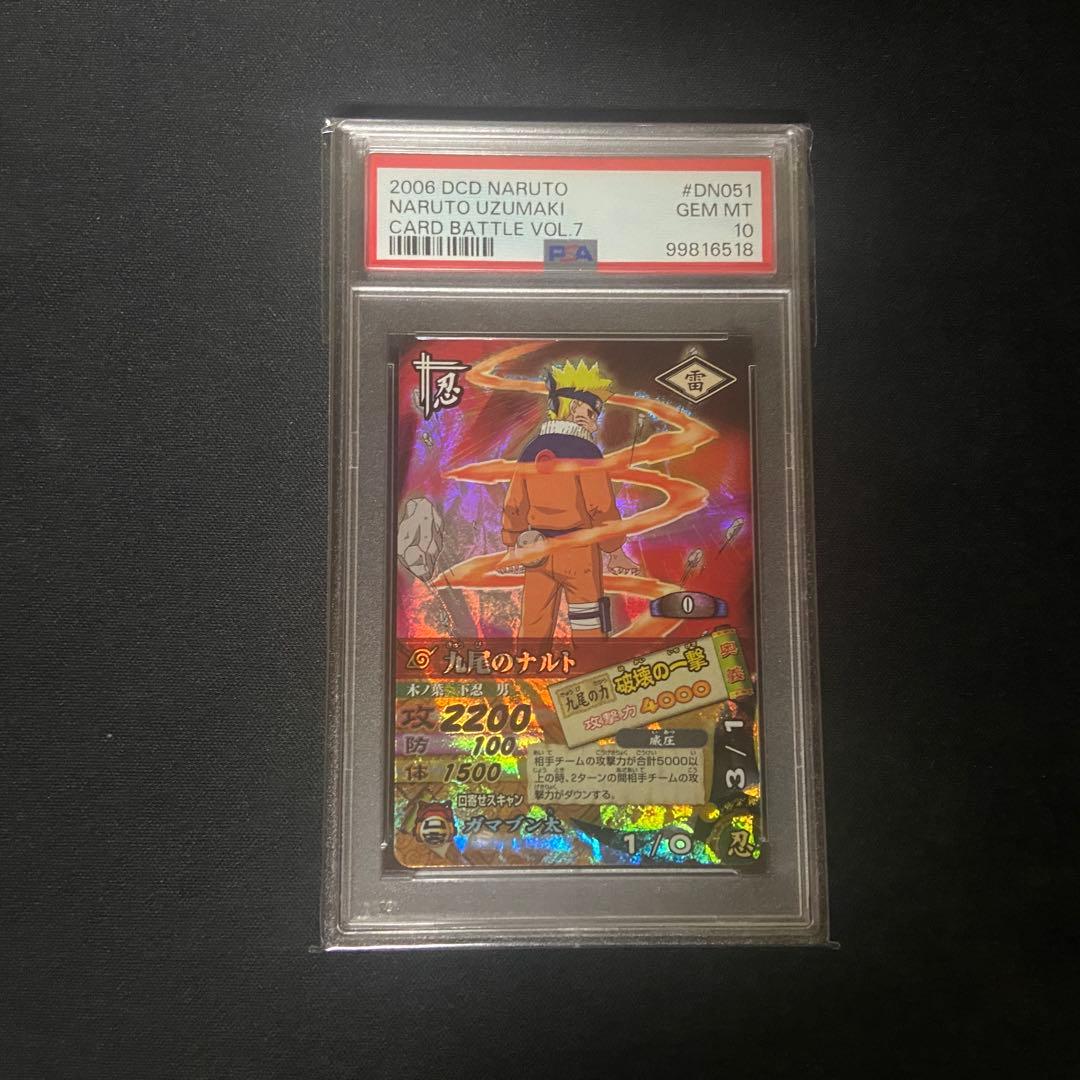 2006 DCD NARUTO #DN051
NARUTO UZUMAKI GEM MT
CARD BATTLE VOL.7 10
PSA 99816518
忍
雷
0
九尾のナルト
木ノ葉 下忍 男
奥義
九尾の力 破壊の一撃
攻撃力 4000
攻 2200
防 100
体 1500
威圧
相手チームの攻撃力が合計5000以
上の時、2ターンの間相手チームの攻
撃力がダウンする。
3/1
口寄せスキャン
ガマブン太
1/0
忍